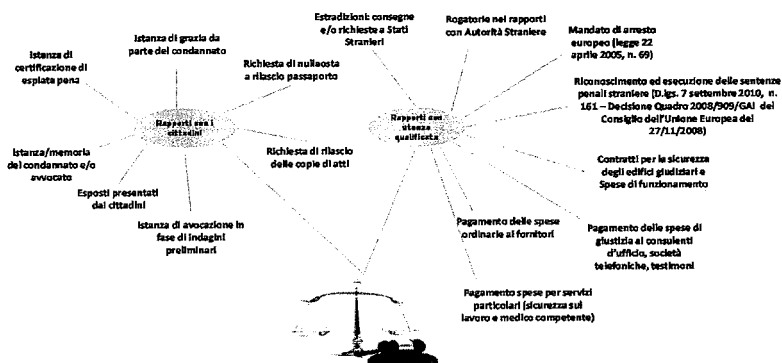 Istanza di
certificazione di
espiata pena
Istanza di grazia da
parte del condannato
Richiesta di nullaosta
a rilascio passaporto
Rapporti con i
cittadini
Istanza/memoria
del condannato e/o
avvocato
Esposti presentati
dai cittadini
Istanza di avocazione in
fase di indagini
preliminari
Richiesta di rilascio
delle copie di atti
Estradizioni: consegne
e/o richieste a Stati
Stranieri
Rogatorie nei rapporti
con Autorità Straniere
Mandato di arresto
europeo (legge 22
aprile 2005, n. 69)
Rapporti con
utenza
qualificata
Riconoscimento ed esecuzione delle sentenze
penali straniere (D.lgs. 7 settembre 2010, n.
161 – Decisione Quadro 2008/909/GAI del
Consiglio dell'Unione Europea del
27/11/2008)
Contratti per la sicurezza
degli edifici giudiziari e
Spese di funzionamento
Pagamento delle spese
ordinarie ai fornitori
Pagamento delle spese di
giustizia ai consulenti
d'ufficio, società
telefoniche, testimoni
Pagamento spese per servizi
particolari (sicurezza sul
lavoro e medico competente)